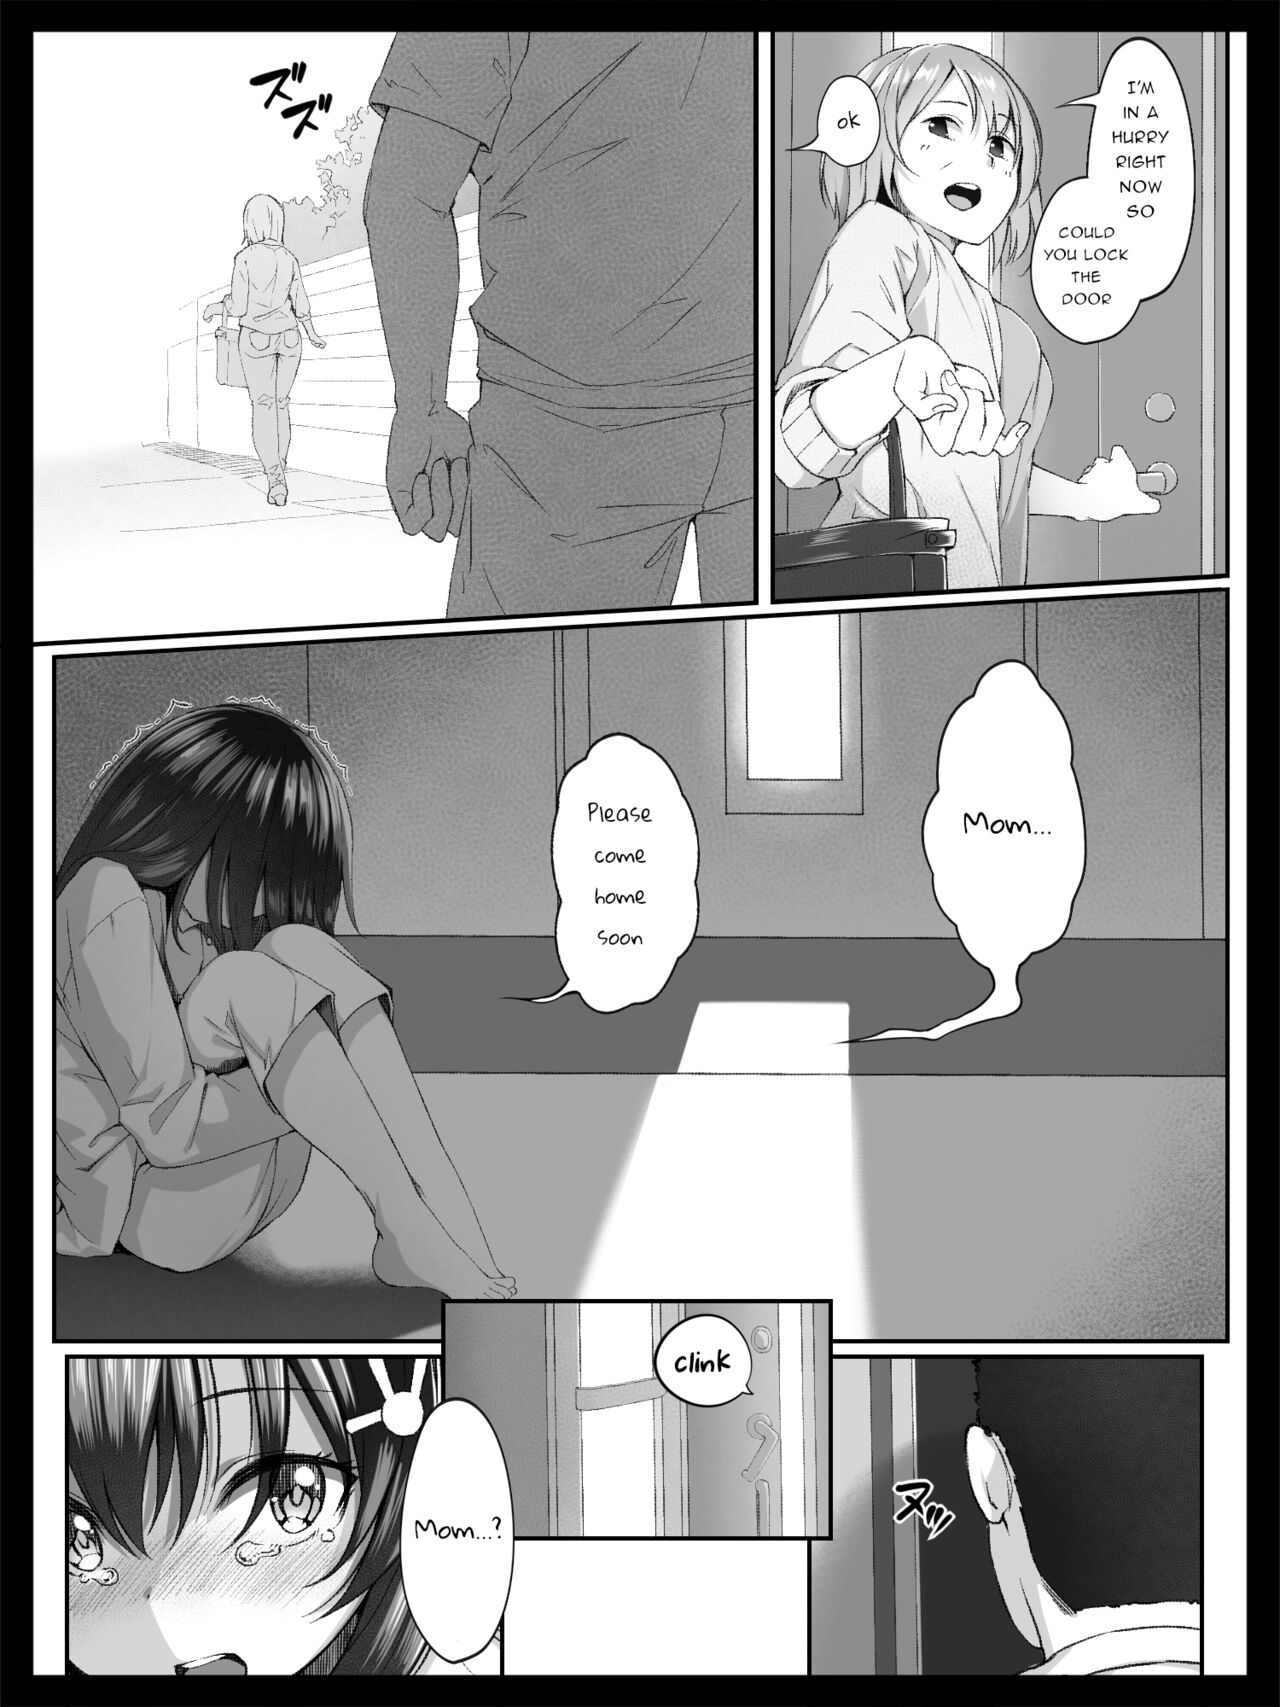 I'M
IN A
HURRY
RIGHT
NOW
SO
COULD
YOU LOCK
THE
DOOR
ok
ズズ
Mom...
Please
come
home
soon
clink
ヌッ
Mom...?